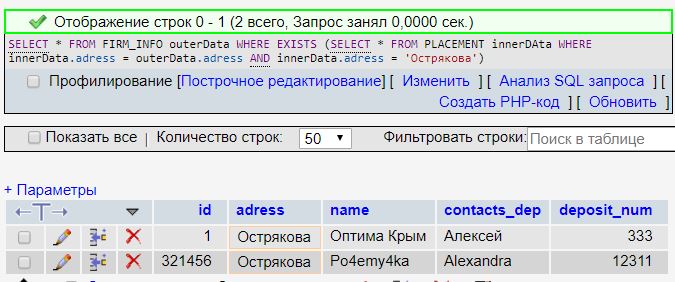 Отображение строк 0 - 1 (2 всего, Запрос занял 0,0000 сек.)
SELECT * FROM FIRM_INFO outerData WHERE EXISTS (SELECT * FROM PLACEMENT innerDAta WHERE
innerData.adress = outerData.adress AND innerData.adress = 'Острякова')
Профилирование [Построчное редактирование] [ Изменить ] [ Анализ SQL запроса ] [
Создать PHP-код ] [ Обновить ]
Показать все | Количество строк: 50 Фильтровать строки: Поиск в таблице
+ Параметры
←T→ id adress name contacts_dep deposit_num
1 Острякова Оптима Крым Алексей 333
321456 Острякова Po4emy4ka Alexandra 12311